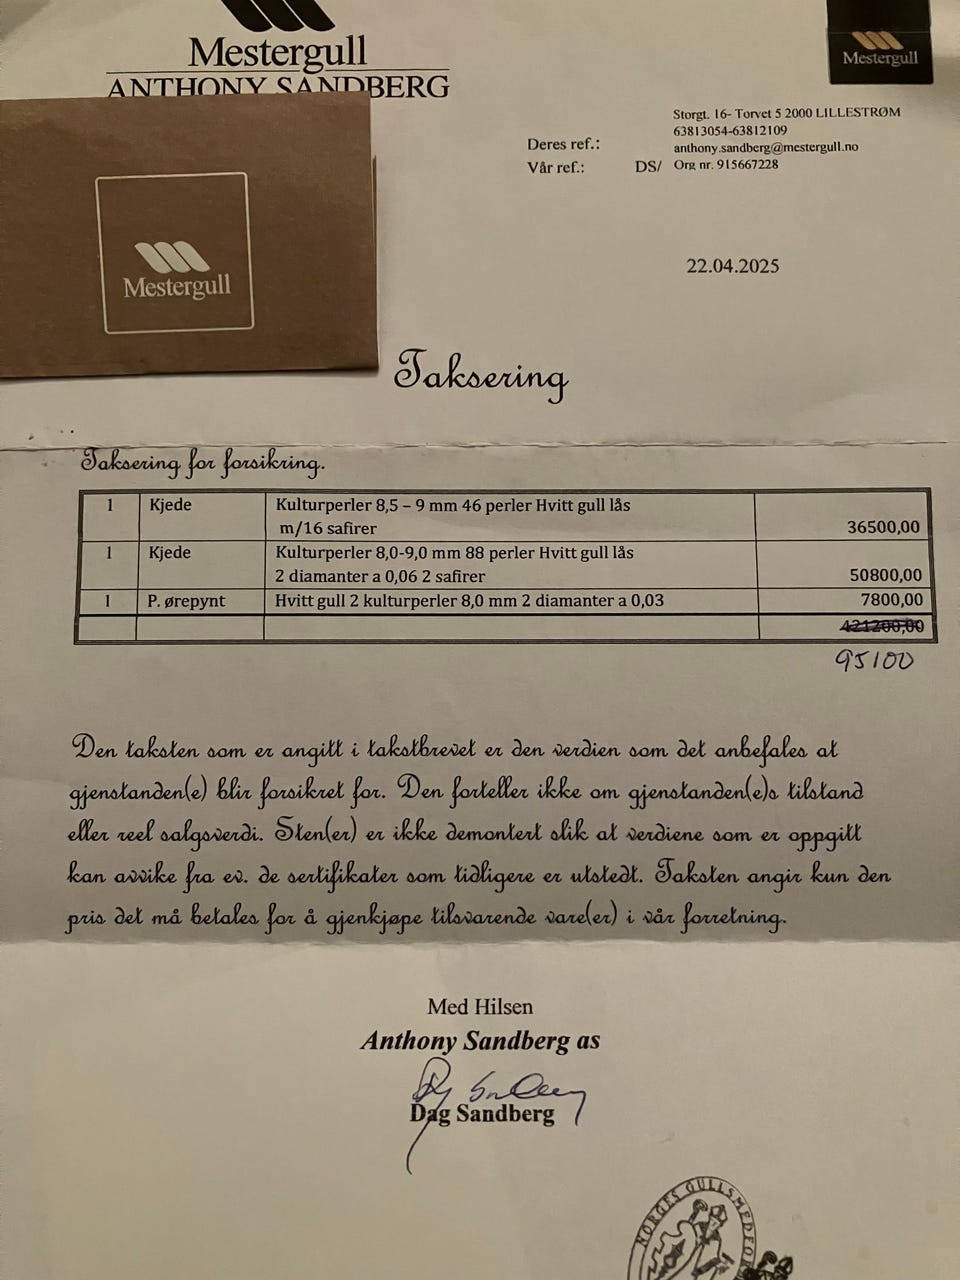 Mestergull
ANTHONY SANDBERG
Mestergull
Storgt. 16- Torvet 5 2000 LILLESTRØM
63813054-63812109
Deres ref.: anthony.sandberg@mestergull.no
Vår ref.: DS/ Org nr. 915667228
Mestergull
22.04.2025
Taksering
Taksering for forsikring.
1 Kjede Kulturperler 8,5 – 9 mm 46 perler Hvitt gull lås
m/16 safirer 36500,00
1 Kjede Kulturperler 8,0-9,0 mm 88 perler Hvitt gull lås
2 diamanter a 0,06 2 safirer 50800,00
1 P. ørepynt Hvitt gull 2 kulturperler 8,0 mm 2 diamanter a 0,03 7800,00
421200,00
95100
Den taksten som er angitt i takstbrevet er den verdien som det anbefales at
gjenstanden(e) blir forsikret for. Den forteller ikke om gjenstanden(e)s tilstand
eller reel salgsverdi. Sten(er) er ikke demontert slik at verdiene som er oppgitt
kan avvike fra ev. de sertifikater som tidligere er utstedt. Taksten angir kun den
pris det må betales for å gjenkjøpe tilsvarende vare(er) i vår forretning.
Med Hilsen
Anthony Sandberg as
Dag Sandberg
NORGES GULLSMEDFOR